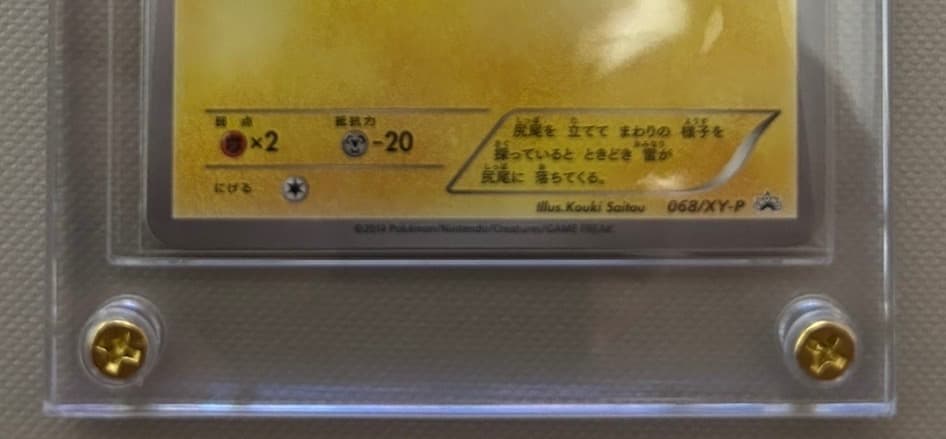 弱点
×2
抵抗力
-20
にげる
尻尾を 立てて まわりの 様子を
探っていると ときどき 雷が
尻尾に 落ちてくる。
Illus. Kouki Saitou 068/XY-P
©2014 Pokémon/Nintendo/Creatures/GAME FREAK.